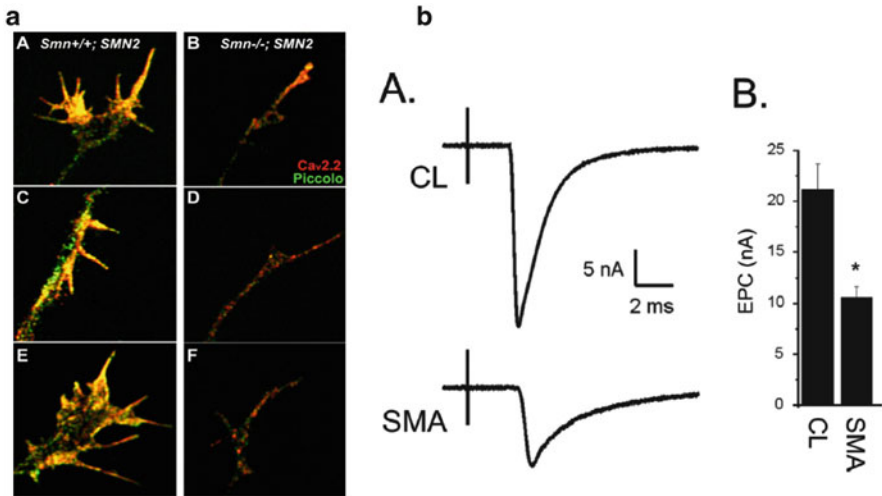 a
b
A
Smn+/+; SMN2
B
Smn-/-; SMN2
Cav2.2
Piccolo
C
D
E
F
A.
CL
5 nA
2 ms
SMA
B.
EPC (nA)
25
20
15
10
5
0
*
CL
SMA